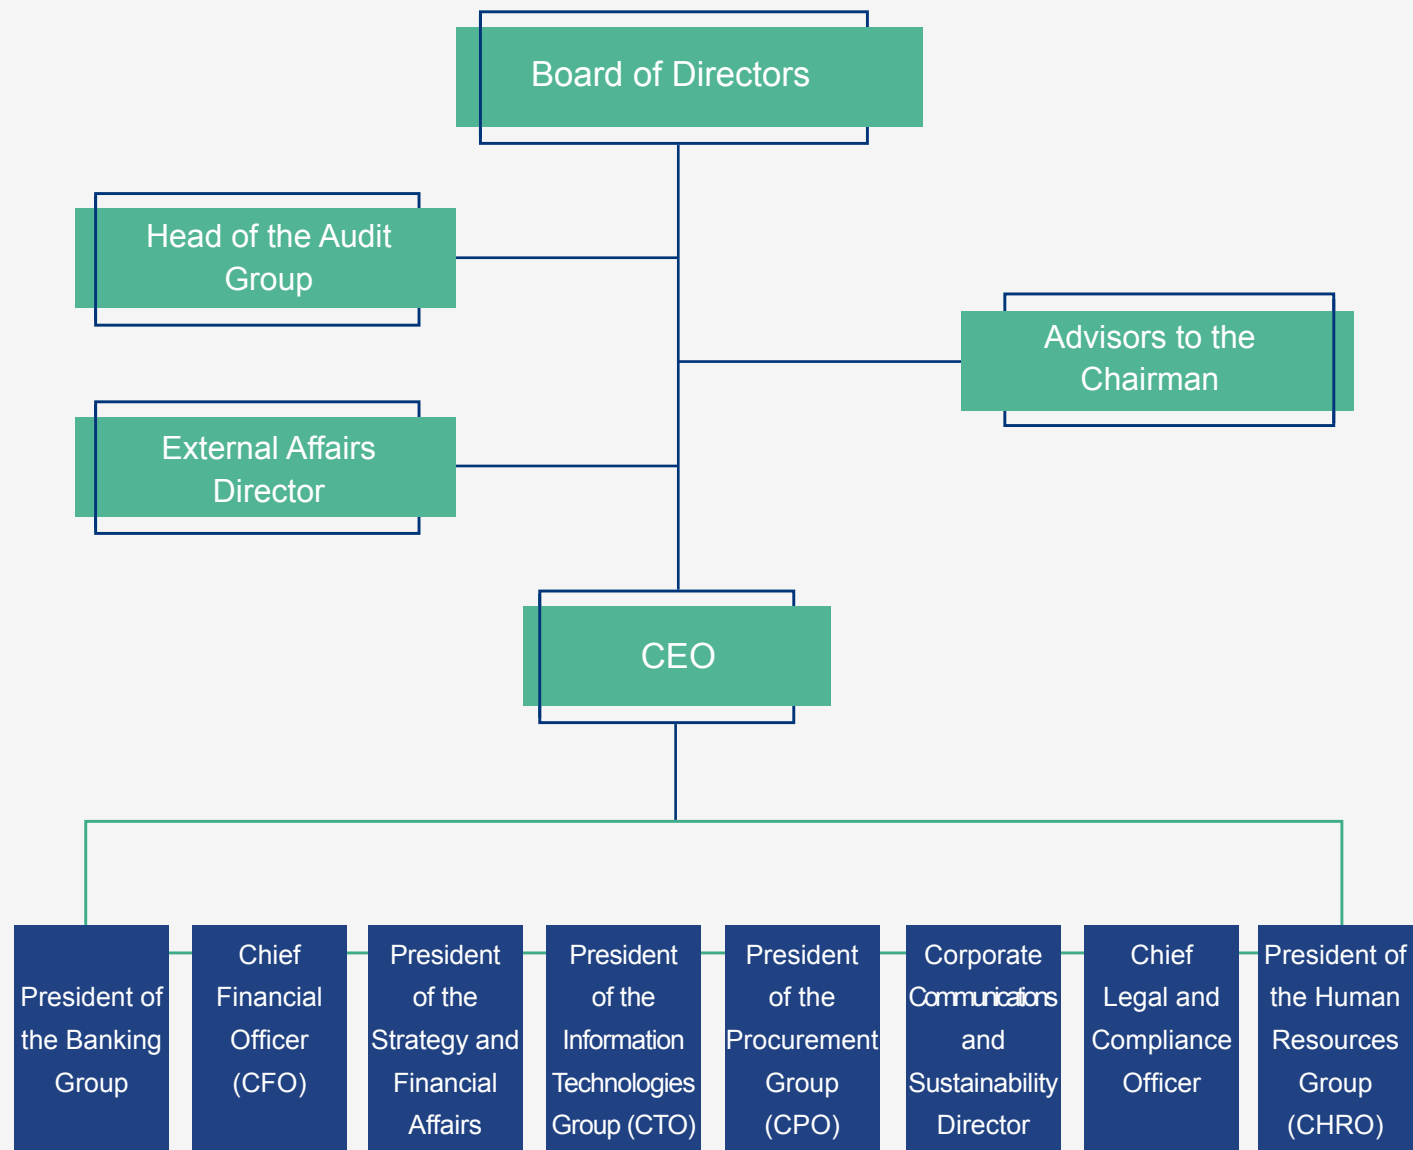 Board of Directors
Head of the Audit
Group
Advisors to the
Chairman
External Affairs
Director
CEO
President of
the Banking
Group
Chief
Financial
Officer
(CFO)
President
of the
Strategy and
Financial
Affairs
President
of the
Information
Technologies
Group (CTO)
President
of the
Procurement
Group
(CPO)
Corporate
Communications
and
Sustainability
Director
Chief
Legal and
Compliance
Officer
President of
the Human
Resources
Group
(CHRO)